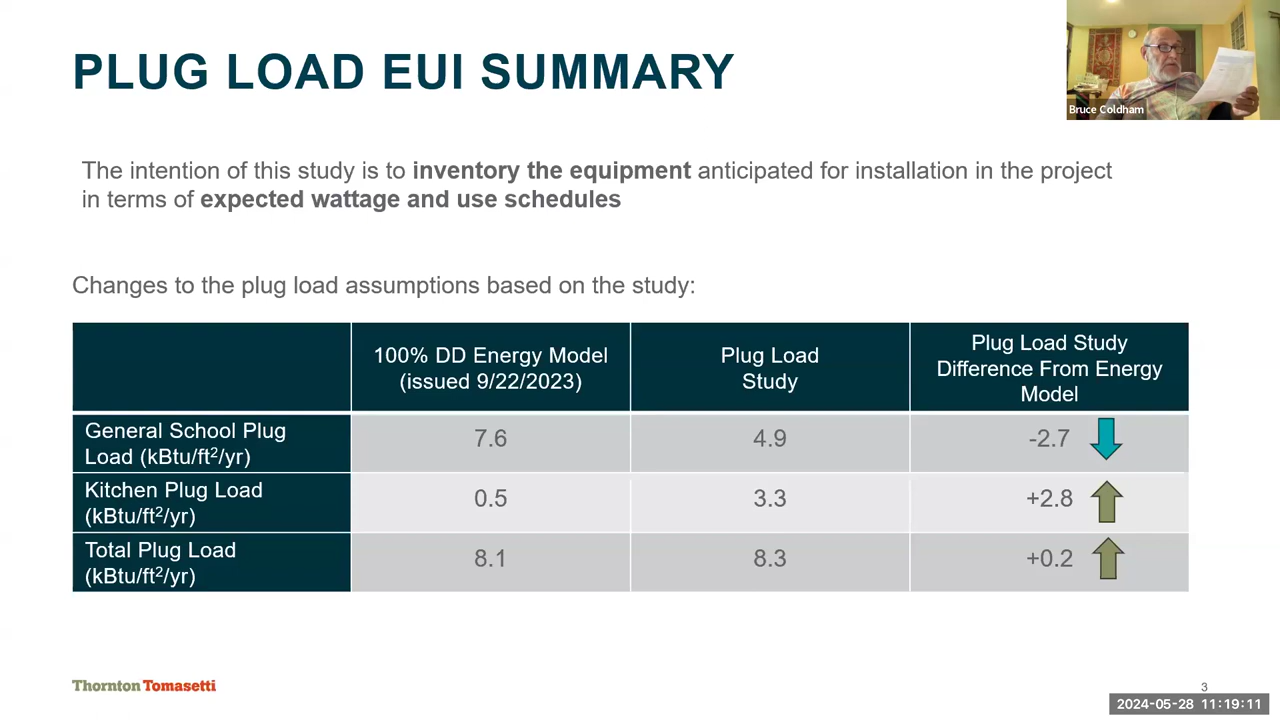 PLUG LOAD EUI SUMMARY
Bruce Coldham
The intention of this study is to inventory the equipment anticipated for installation in the project
in terms of expected wattage and use schedules
Changes to the plug load assumptions based on the study:
100% DD Energy Model
(issued 9/22/2023)
Plug Load
Study
Plug Load Study
Difference From Energy
Model
General School Plug
Load (kBtu/ft²/yr)
7.6
4.9
-2.7
Kitchen Plug Load
(kBtu/ft²/yr)
0.5
3.3
+2.8
Total Plug Load
(kBtu/ft²/yr)
8.1
8.3
+0.2
Thornton Tomasetti
3
2024-05-28 11:19:11